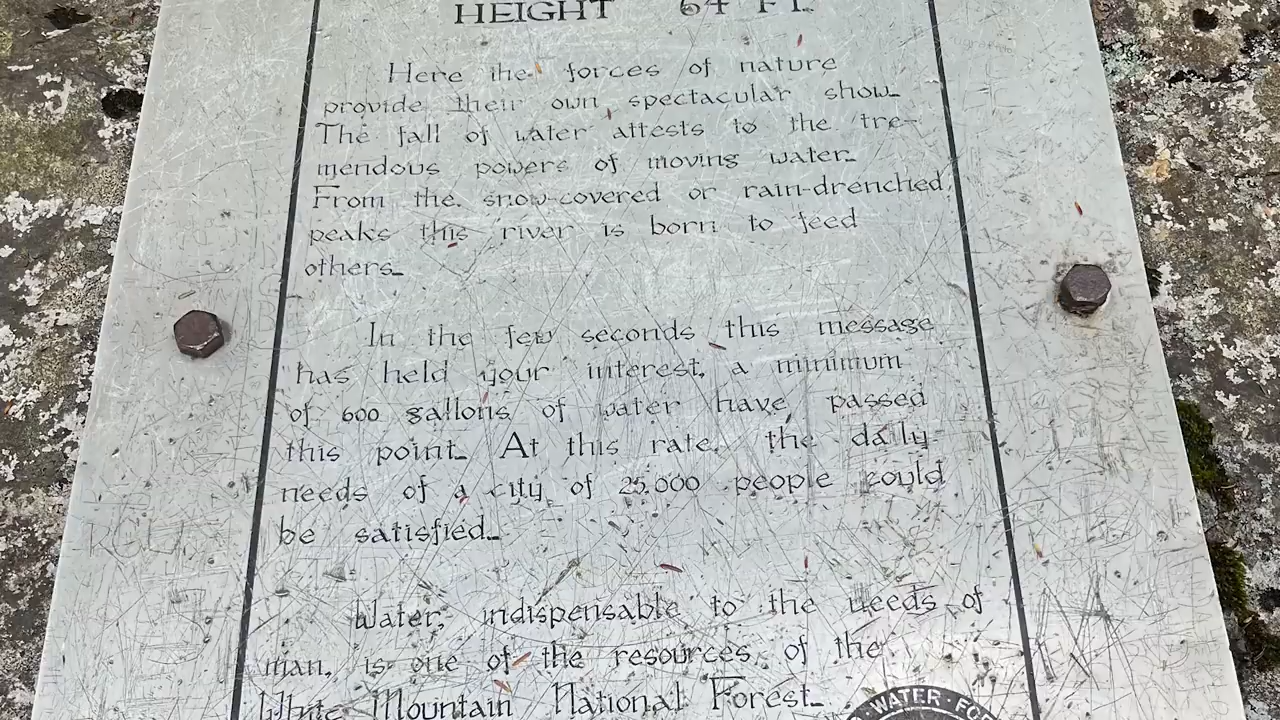 HEIGHT 64 FT.
Here the forces of nature
provide their own spectacular show.
The fall of water attests to the tre-
mendous powers of moving water.
From the snow-covered or rain-drenched
peaks this river is born to feed
others.
In the few seconds this message
has held your interest, a minimum
of 600 gallons of water have passed
this point. At this rate, the daily
needs of a city of 25,000 people could
be satisfied.
Water, indispensable to the needs of
man, is one of the resources of the
White Mountain National Forest.
WATER · FO